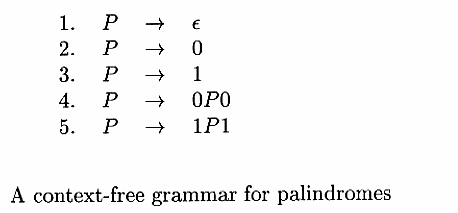 1. P → ϵ
2. P → 0
3. P → 1
4. P → 0P0
5. P → 1P1
A context-free grammar for palindromes